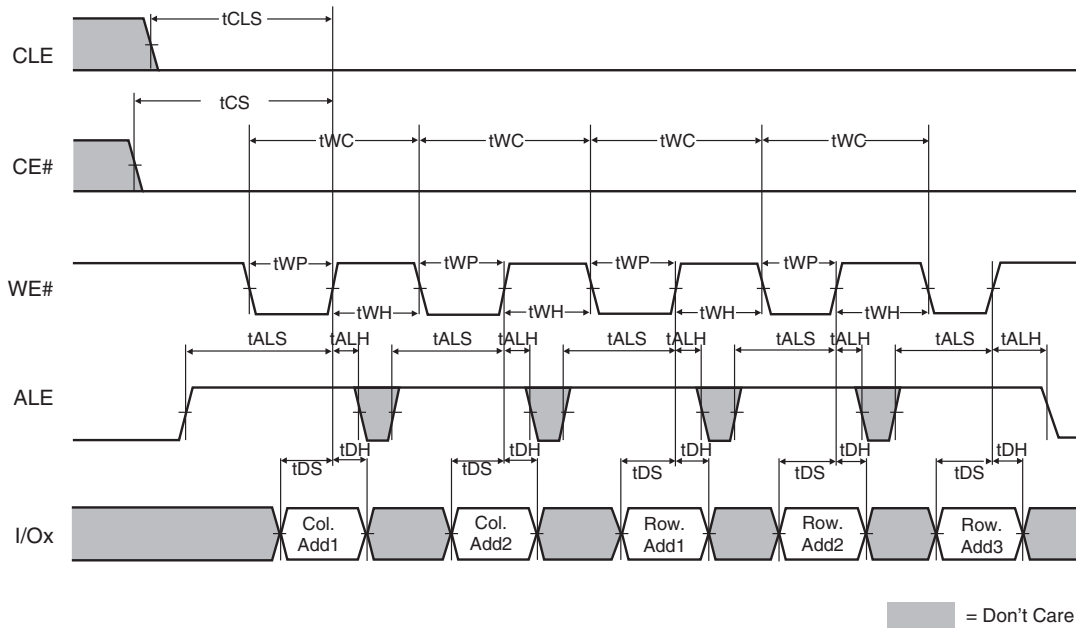 CLE
tCLS
tCS
CE#
tWC tWC tWC tWC
WE#
tWP tWP tWP tWP
tWH tWH tWH tWH
tALS tALH tALS tALH tALS tALH tALS tALH tALS tALH
ALE
tDS tDH tDS tDH tDS tDH tDS tDH tDS tDH
I/Ox
Col.
Add1
Col.
Add2
Row.
Add1
Row.
Add2
Row.
Add3
= Don't Care